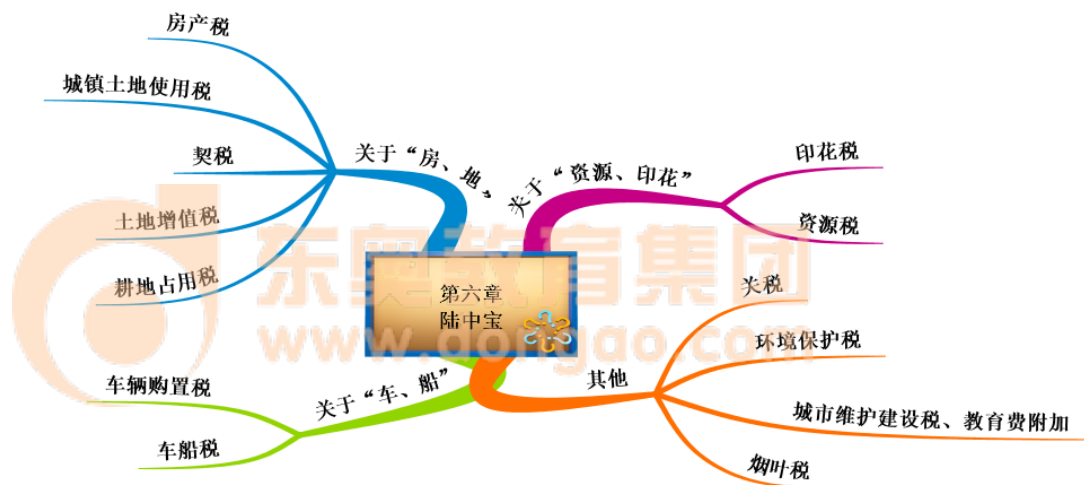 房产税
城镇土地使用税
契税
土地增值税
耕地占用税
关于“房、地”
关于“资源、印花”
印花税
资源税
第六章
陆中宝
东奥教育集团
www.dongao.com
关于“车、船”
车辆购置税
车船税
其他
关税
环境保护税
城市维护建设税、教育费附加
烟叶税